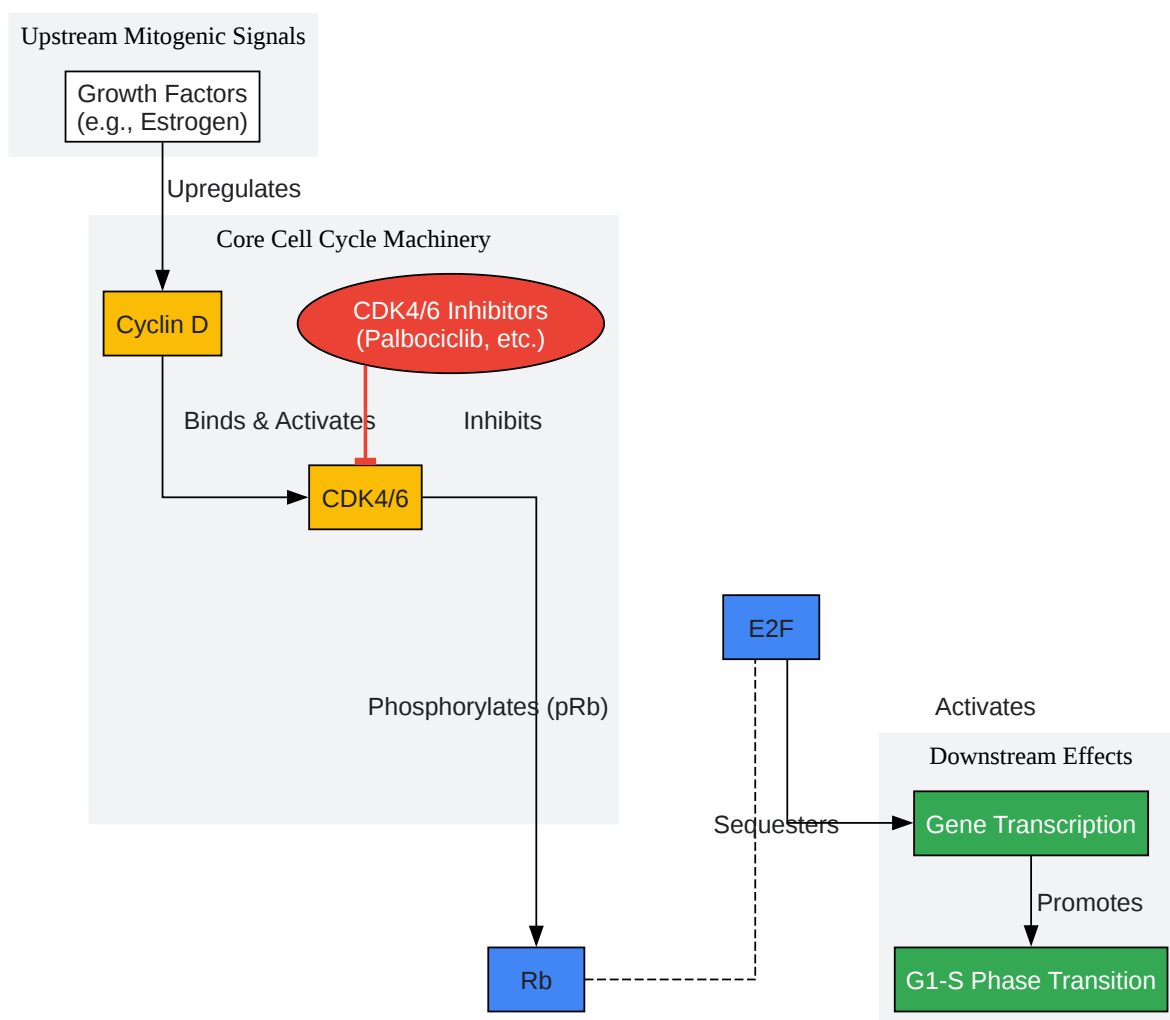 Upstream Mitogenic Signals
Growth Factors
(e.g., Estrogen)
Upregulates
Core Cell Cycle Machinery
Cyclin D
CDK4/6 Inhibitors
(Palbociclib, etc.)
Binds & Activates
Inhibits
CDK4/6
E2F
Phosphorylates (pRb)
Activates
Downstream Effects
Sequesters
Gene Transcription
Promotes
Rb
G1-S Phase Transition